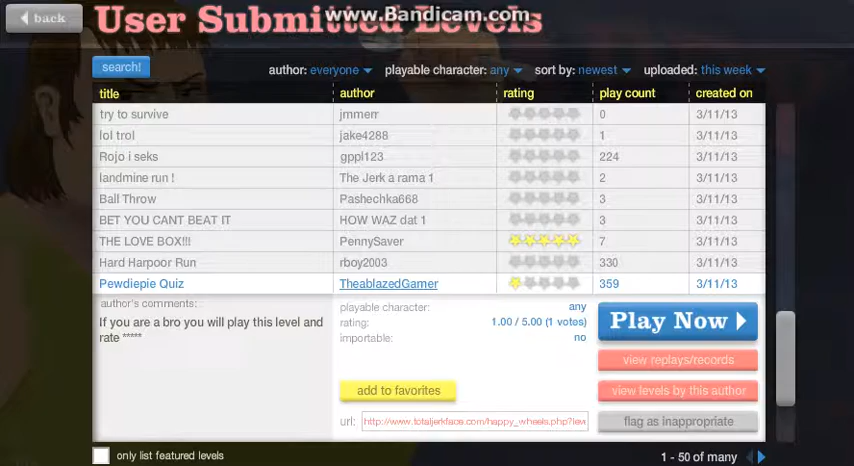 www.Bandicam.com
back
User Submitted Levels
search!
author: everyone playable character: any sort by: newest uploaded: this week
title author rating play count created on
try to survive jmmerr 0 3/11/13
lol trol jake4288 1 3/11/13
Rojo i seks gppl123 224 3/11/13
landmine run ! The Jerk a rama 1 2 3/11/13
Ball Throw Pashechka668 3 3/11/13
BET YOU CANT BEAT IT HOW WAZ dat 1 3 3/11/13
THE LOVE BOX!!! PennySaver 7 3/11/13
Hard Harpoor Run rboy2003 330 3/11/13
Pewdiepie Quiz TheablazedGamer 359 3/11/13
author's comments:
If you are a bro you will play this level and
rate *****
playable character: any
rating: 1.00 / 5.00 (1 votes)
importable: no
add to favorites
url: http://www.totaljerkface.com/happy_wheels.php?lev
Play Now
view replays/records
view levels by this author
flag as inappropriate
only list featured levels
1 - 50 of many